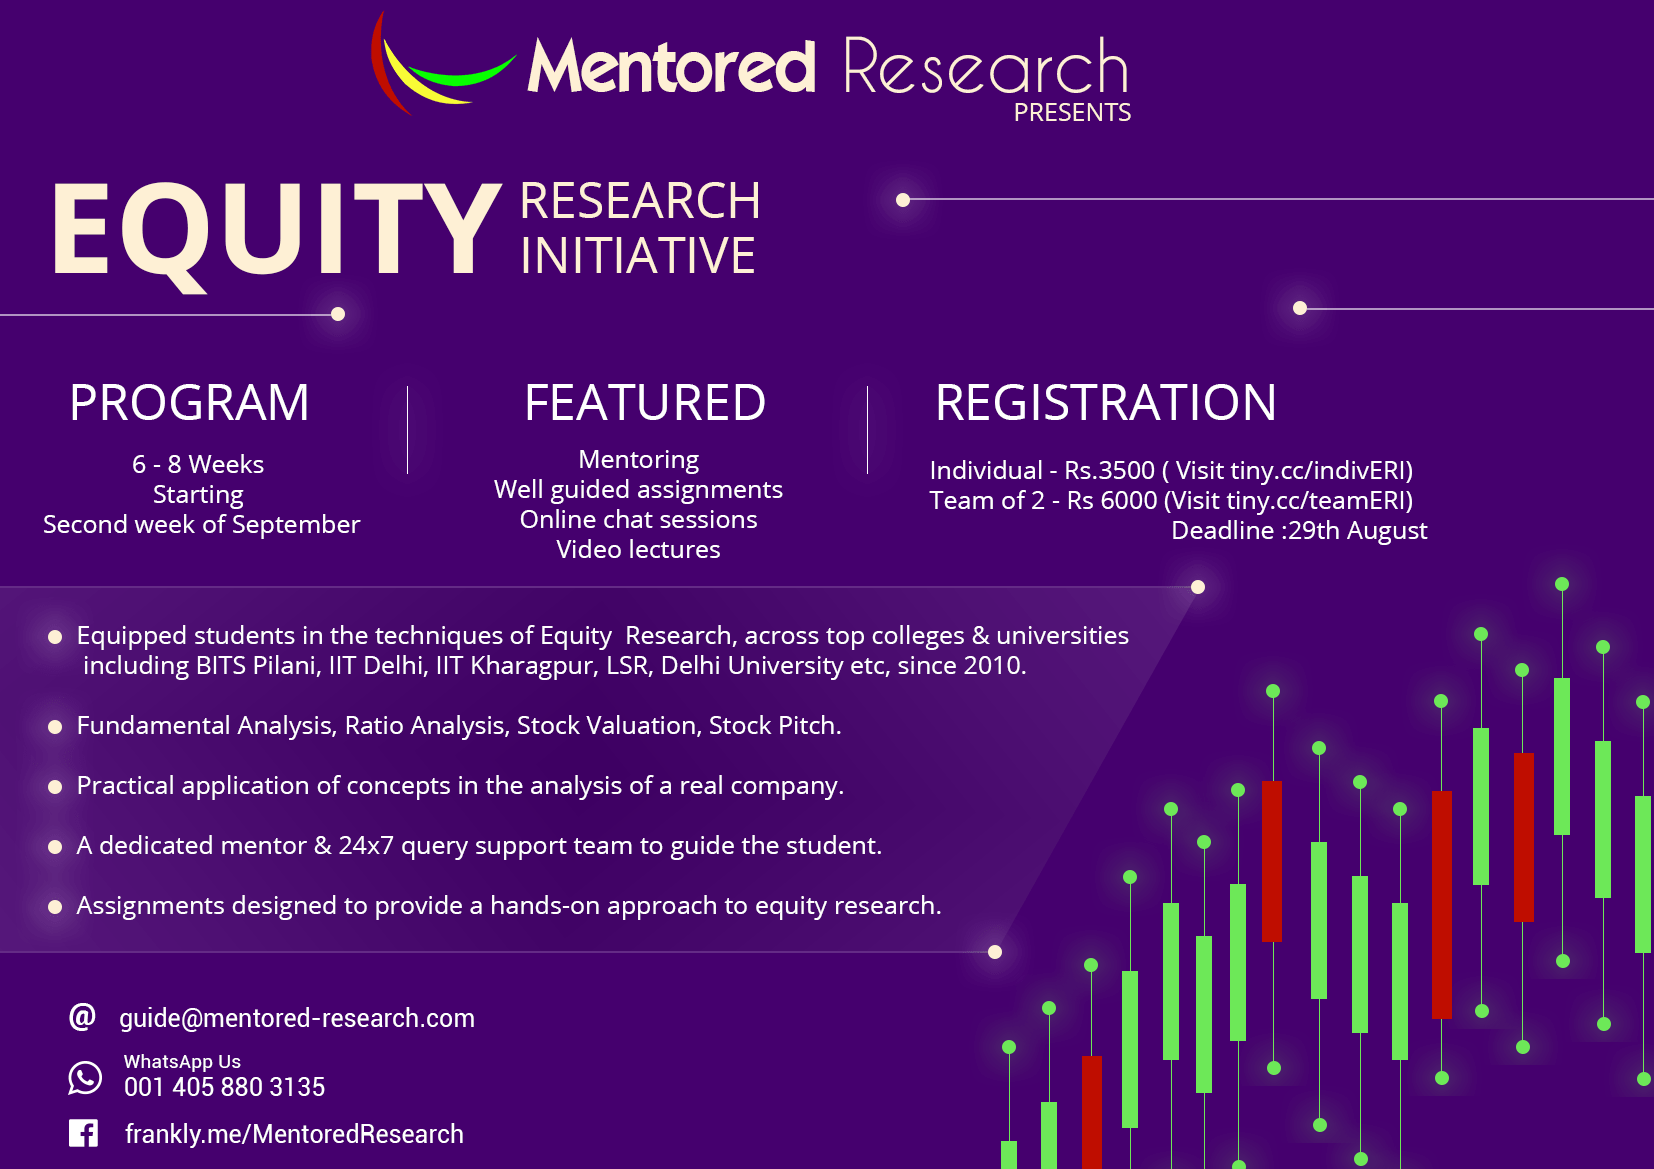 Mentored Research
PRESENTS
EQUITY RESEARCH
INITIATIVE
PROGRAM
6 - 8 Weeks
Starting
Second week of September
FEATURED
Mentoring
Well guided assignments
Online chat sessions
Video lectures
REGISTRATION
Individual - Rs.3500 ( Visit tiny.cc/indivERI)
Team of 2 - Rs 6000 (Visit tiny.cc/teamERI)
Deadline :29th August
Equipped students in the techniques of Equity  Research, across top colleges & universities
including BITS Pilani, IIT Delhi, IIT Kharagpur, LSR, Delhi University etc, since 2010.
Fundamental Analysis, Ratio Analysis, Stock Valuation, Stock Pitch.
Practical application of concepts in the analysis of a real company.
A dedicated mentor & 24x7 query support team to guide the student.
Assignments designed to provide a hands-on approach to equity research.
@ guide@mentored-research.com
WhatsApp Us
001 405 880 3135
frankly.me/MentoredResearch